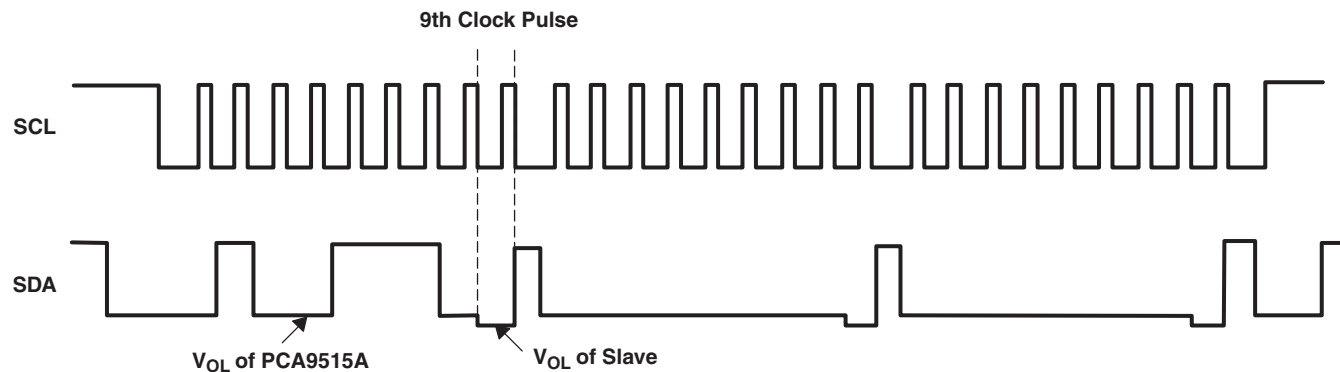 9th Clock Pulse
SCL
SDA
VOL of PCA9515A
VOL of Slave